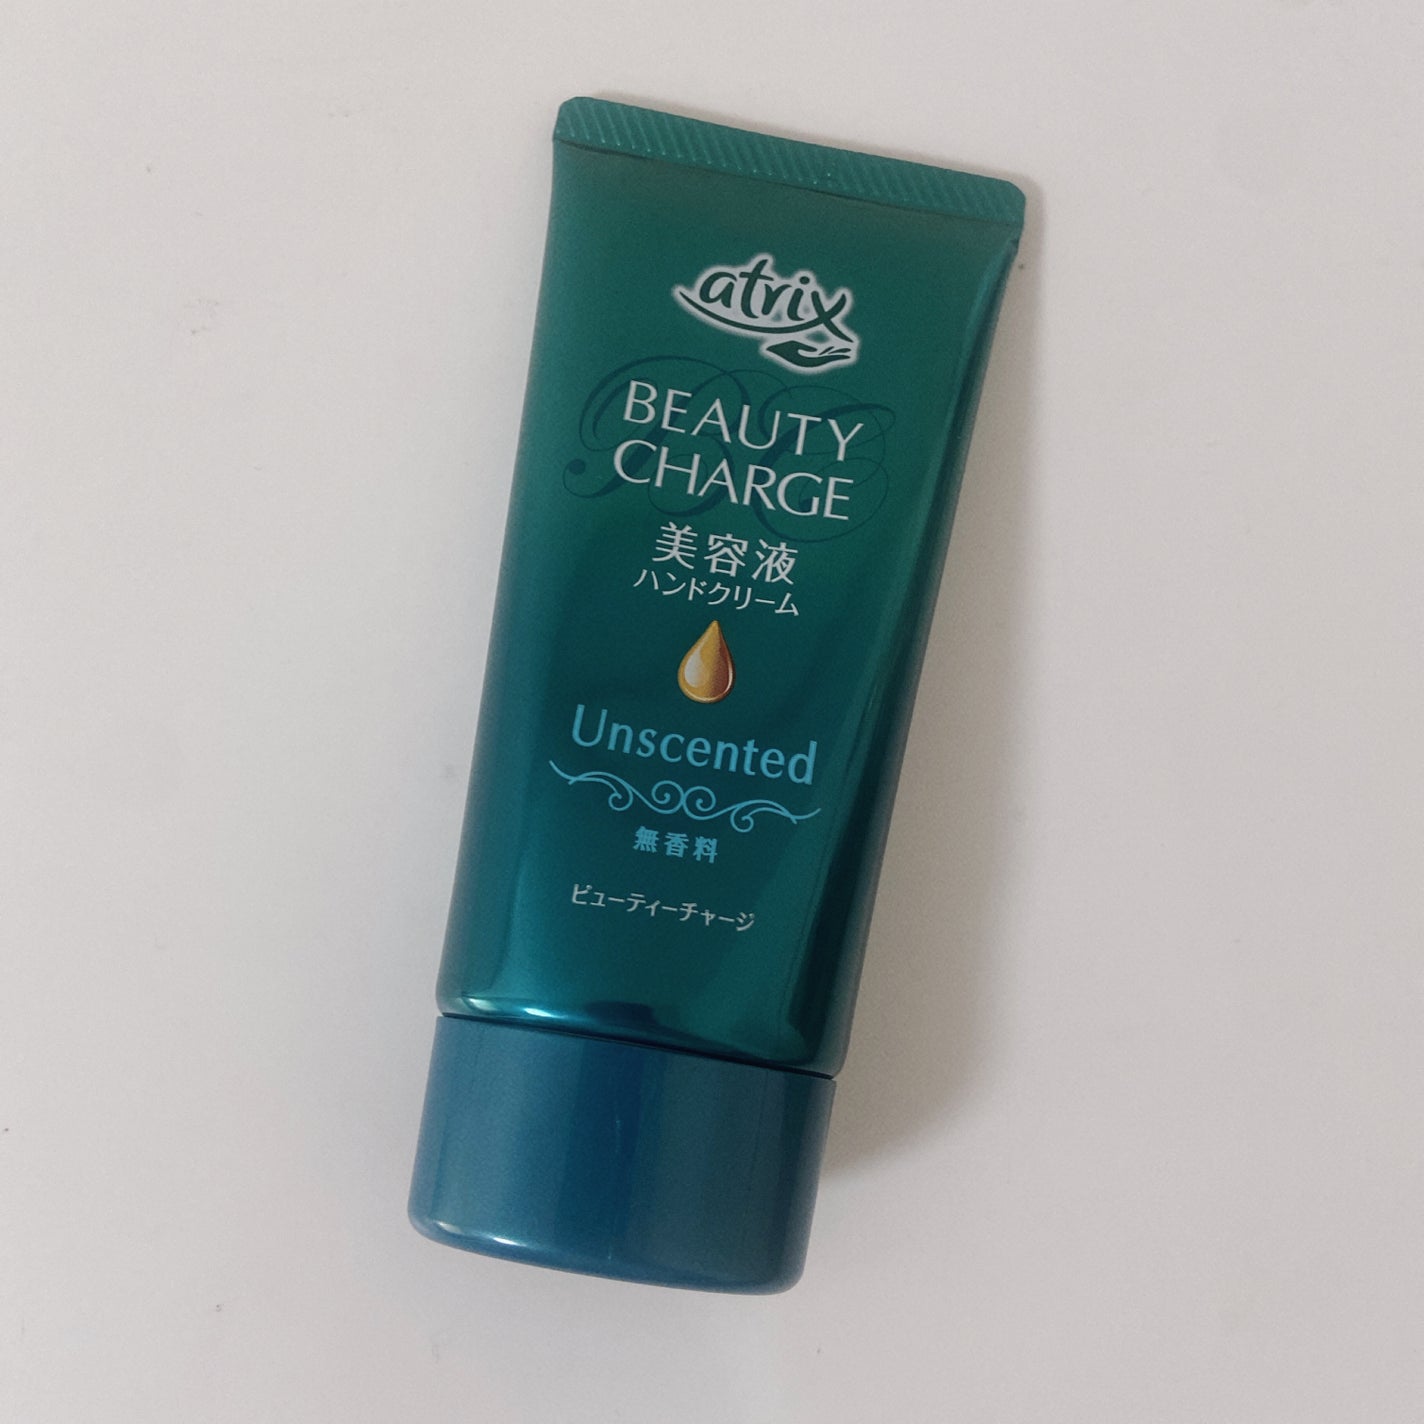 atrix
BEAUTY
CHARGE
美容液
ハンドクリーム
Unscented
無香料
ビューティーチャージ